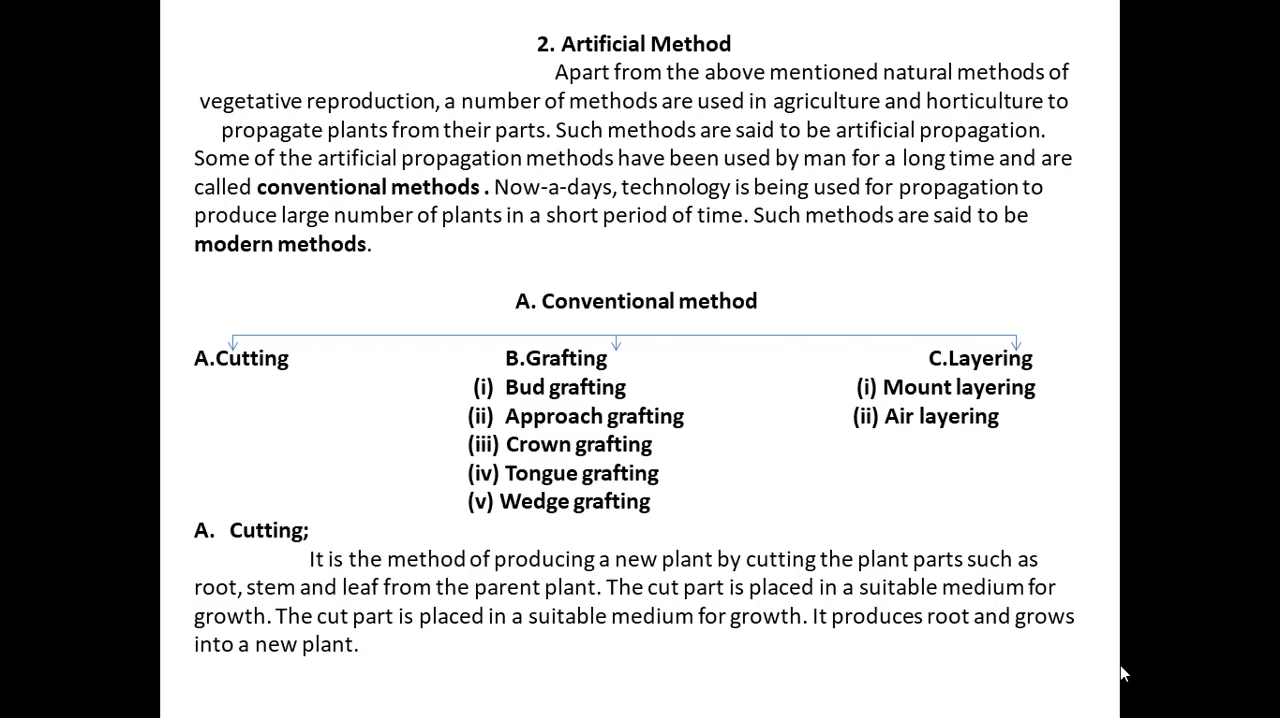 2. Artificial Method
Apart from the above mentioned natural methods of
vegetative reproduction, a number of methods are used in agriculture and horticulture to
propagate plants from their parts. Such methods are said to be artificial propagation.
Some of the artificial propagation methods have been used by man for a long time and are
called conventional methods . Now-a-days, technology is being used for propagation to
produce large number of plants in a short period of time. Such methods are said to be
modern methods.
A. Conventional method
A.Cutting B.Grafting C.Layering
(i) Bud grafting (i) Mount layering
(ii) Approach grafting (ii) Air layering
(iii) Crown grafting
(iv) Tongue grafting
(v) Wedge grafting
A. Cutting;
It is the method of producing a new plant by cutting the plant parts such as
root, stem and leaf from the parent plant. The cut part is placed in a suitable medium for
growth. The cut part is placed in a suitable medium for growth. It produces root and grows
into a new plant.